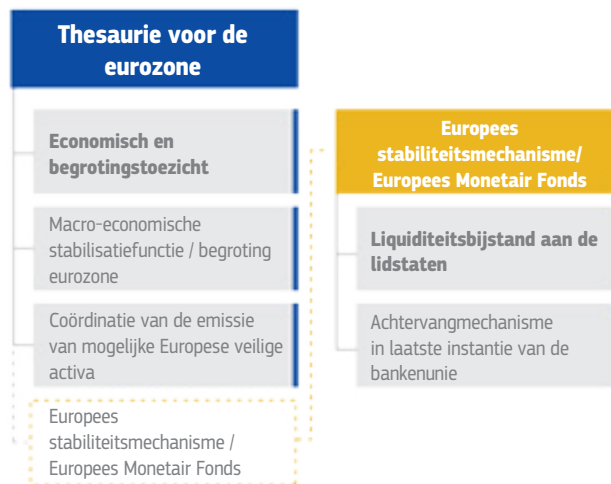 Thesaurie voor de
eurozone
Economisch en
begrotingstoezicht
Macro-economische
stabilisatiefunctie / begroting
eurozone
Coördinatie van de emissie
van mogelijke Europese veilige
activa
Europees
stabiliteitsmechanisme /
Europees Monetair Fonds
Europees
stabiliteitsmechanisme/
Europees Monetair Fonds
Liquiditeitsbijstand aan de
lidstaten
Achtervangmechanisme
in laatste instantie van de
bankenunie